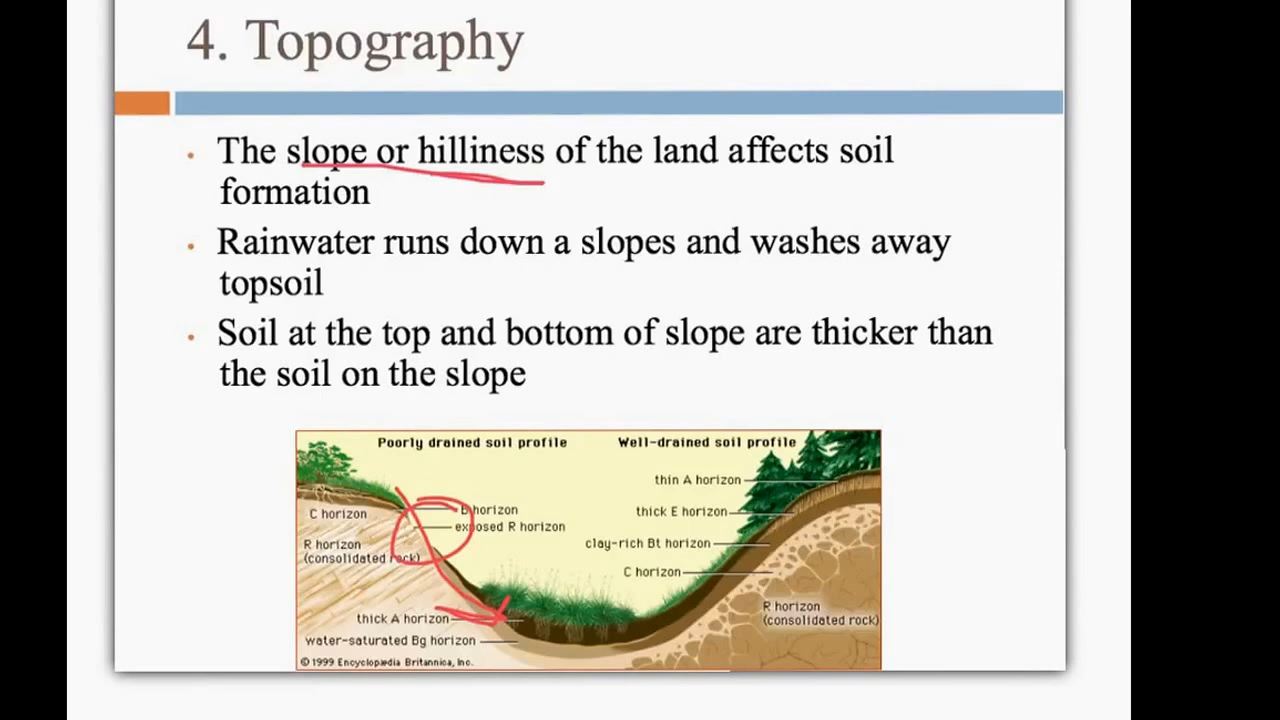 4. Topography
• The slope or hilliness of the land affects soil
formation
• Rainwater runs down a slopes and washes away
topsoil
• Soil at the top and bottom of slope are thicker than
the soil on the slope
Poorly drained soil profile
Well-drained soil profile
thin A horizon
C horizon
B horizon
thick E horizon
exposed R horizon
R horizon
(consolidated rock)
clay-rich Bt horizon
C horizon
R horizon
(consolidated rock)
thick A horizon
water-saturated Bg horizon
© 1999 Encyclopædia Britannica, Inc.